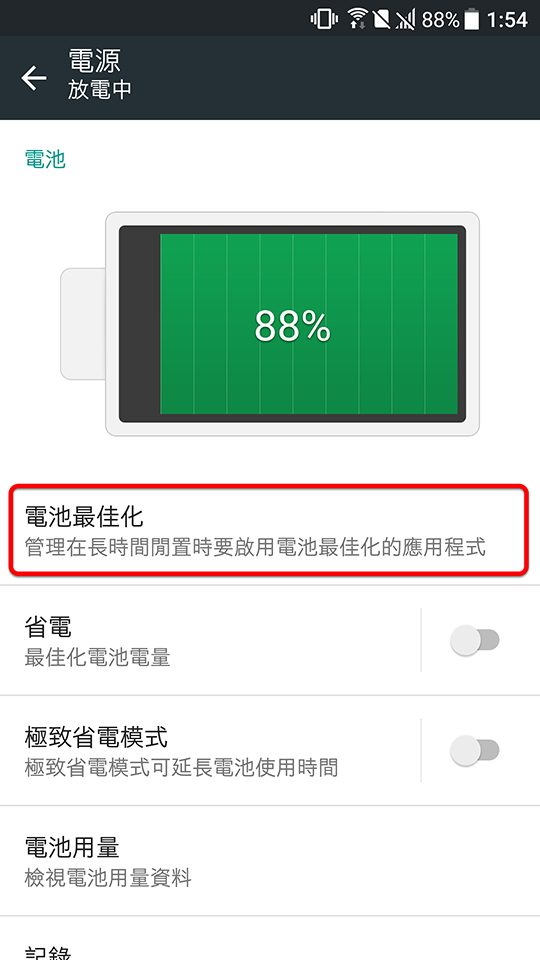 88% 1:54
電源
放電中
電池
88%
電池最佳化
管理在長時間閒置時要啟用電池最佳化的應用程式
省電
最佳化電池電量
極致省電模式
極致省電模式可延長電池使用時間
電池用量
檢視電池用量資料
記錄